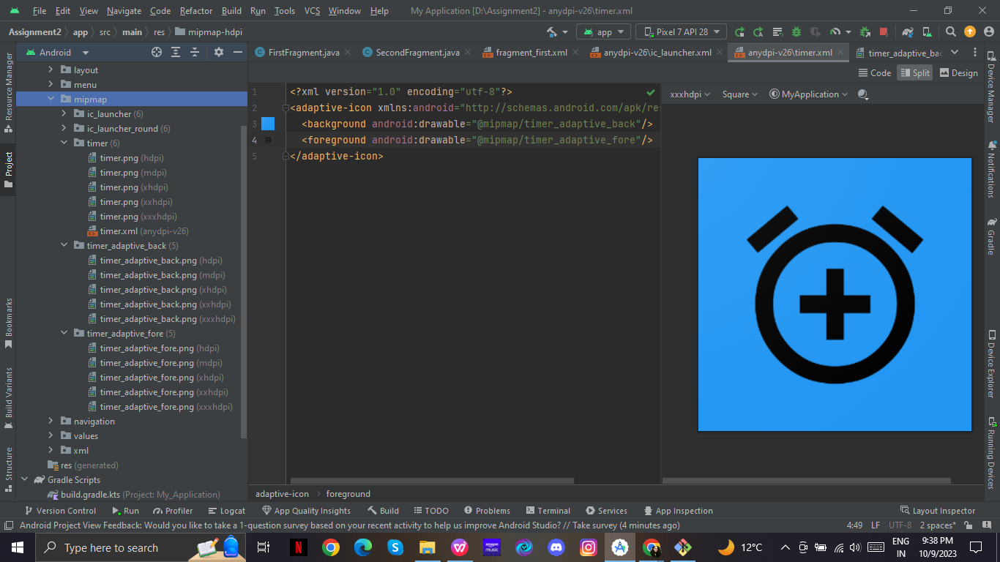 File Edit View Navigate Code Refactor Build Run Tools VCS Window Help My Application [D:\Assignment2] - anydpi-v26\timer.xml
Assignment2 app src main res mipmap-hdpi app Pixel 7 API 28
Android FirstFragment.java SecondFragment.java fragment_first.xml anydpi-v26\ic_launcher.xml anydpi-v26\timer.xml timer_adaptive_bac
Code Split Design
Resource Manager
Project
Bookmarks
Build Variants
Structure
layout
menu
mipmap
ic_launcher (6)
ic_launcher_round (6)
timer (6)
timer.png (hdpi)
timer.png (mdpi)
timer.png (xhdpi)
timer.png (xxhdpi)
timer.png (xxxhdpi)
timer.xml (anydpi-v26)
timer_adaptive_back (5)
timer_adaptive_back.png (hdpi)
timer_adaptive_back.png (mdpi)
timer_adaptive_back.png (xhdpi)
timer_adaptive_back.png (xxhdpi)
timer_adaptive_back.png (xxxhdpi)
timer_adaptive_fore (5)
timer_adaptive_fore.png (hdpi)
timer_adaptive_fore.png (mdpi)
timer_adaptive_fore.png (xhdpi)
timer_adaptive_fore.png (xxhdpi)
timer_adaptive_fore.png (xxxhdpi)
navigation
values
xml
res (generated)
Gradle Scripts
build.gradle.kts (Project: My_Application)
1 <?xml version="1.0" encoding="utf-8"?>
2 <adaptive-icon xmlns:android="http://schemas.android.com/apk/res
3 <background android:drawable="@mipmap/timer_adaptive_back"/>
4 <foreground android:drawable="@mipmap/timer_adaptive_fore"/>
5 </adaptive-icon>
adaptive-icon foreground
xxxhdpi Square MyApplication
Device Manager
Notifications
Gradle
Device Explorer
Running Devices
Version Control Run Profiler Logcat App Quality Insights Build TODO Problems Terminal Services App Inspection Layout Inspector
Android Project View Feedback: Would you like to take a 1-question survey based on your recent activity to help us improve Android Studio? // Take survey (4 minutes ago) 4:49 LF UTF-8 2 spaces*
Type here to search amazon music 12°C ENG 9:38 PM
IN 10/9/2023